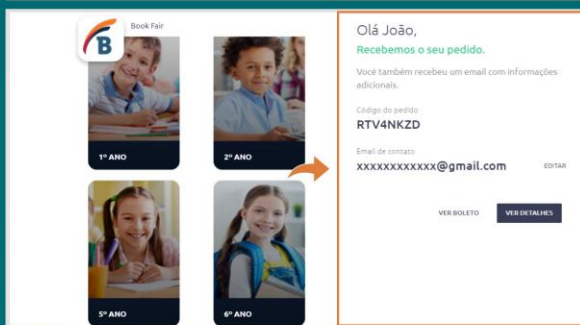 B
Book Fair
1º ANO
2º ANO
5º ANO
6º ANO
Olá João,
Recebemos o seu pedido.
Você também recebeu um email com informações
adicionais.
Código do pedido
RTV4NKZD
Email de contato
xxxxxxxxxxxx@gmail.com
EDITAR
VER BOLETO
VER DETALHES